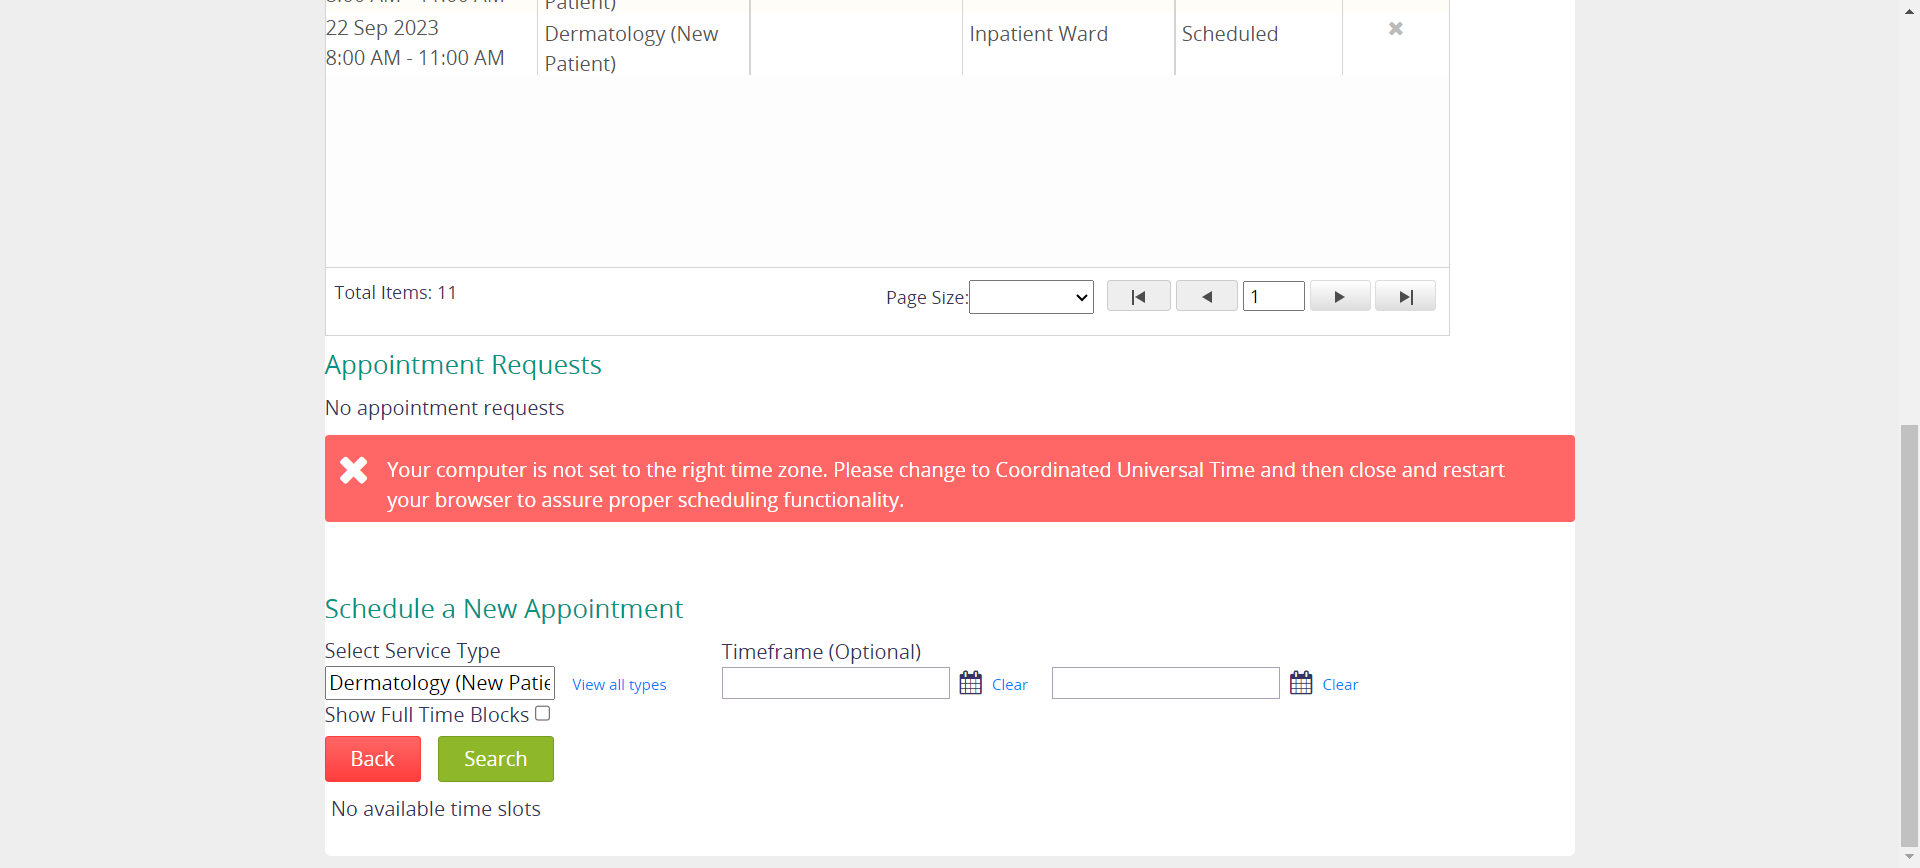 Patient)
22 Sep 2023
8:00 AM - 11:00 AM
Dermatology (New
Patient)
Inpatient Ward
Scheduled
Total Items: 11
Page Size:
1
Appointment Requests
No appointment requests
Your computer is not set to the right time zone. Please change to Coordinated Universal Time and then close and restart
your browser to assure proper scheduling functionality.
Schedule a New Appointment
Select Service Type
Timeframe (Optional)
Dermatology (New Patie
View all types
Clear
Clear
Show Full Time Blocks
Back
Search
No available time slots